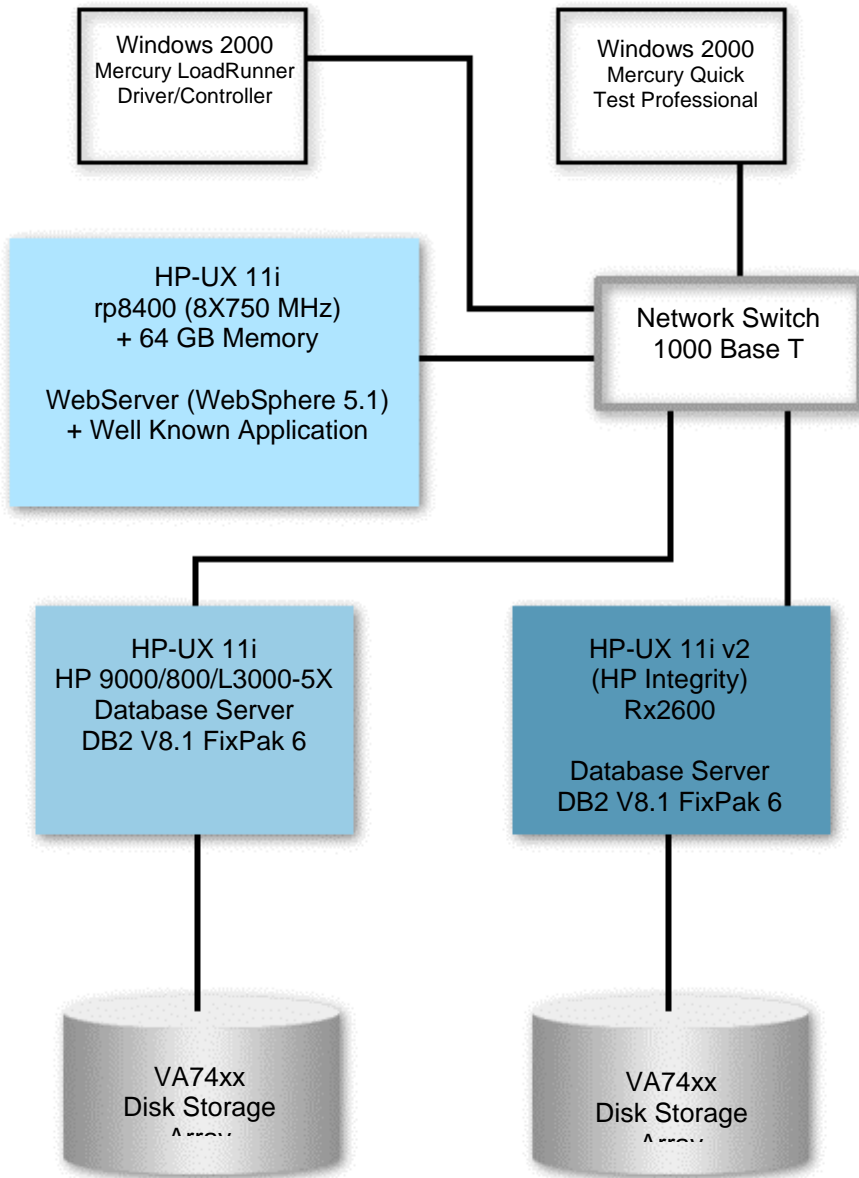 Windows 2000
Mercury LoadRunner
Driver/Controller
Windows 2000
Mercury Quick
Test Professional
HP-UX 11i
rp8400 (8X750 MHz)
+ 64 GB Memory
WebServer (WebSphere 5.1)
+ Well Known Application
Network Switch
1000 Base T
HP-UX 11i
HP 9000/800/L3000-5X
Database Server
DB2 V8.1 FixPak 6
HP-UX 11i v2
(HP Integrity)
Rx2600
Database Server
DB2 V8.1 FixPak 6
VA74xx
Disk Storage
Array
VA74xx
Disk Storage
Array